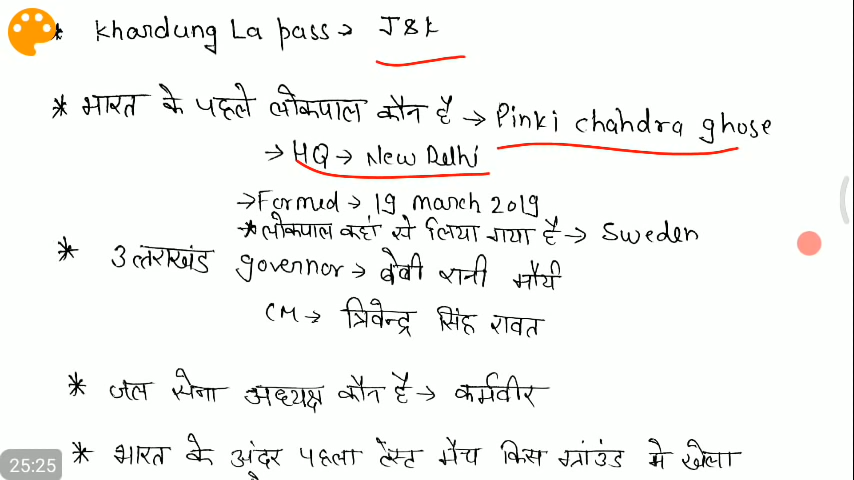 * Khardung La pass → J&K
* भारत के पहले लोकपाल कौन है → Pinki chandra ghose
→ HQ → New Delhi
→ Formed → 19 march 2019
* लोकपाल कहां से लिया गया है → Sweden
* उत्तराखंड governor → बेबी रानी मौर्य
CM → त्रिवेन्द्र सिंह रावत
* जल सेना अध्यक्ष कौन है → कर्मवीर
* भारत के अंदर पहला टेस्ट मैच किस ग्रांउंड मे खेला
25:25